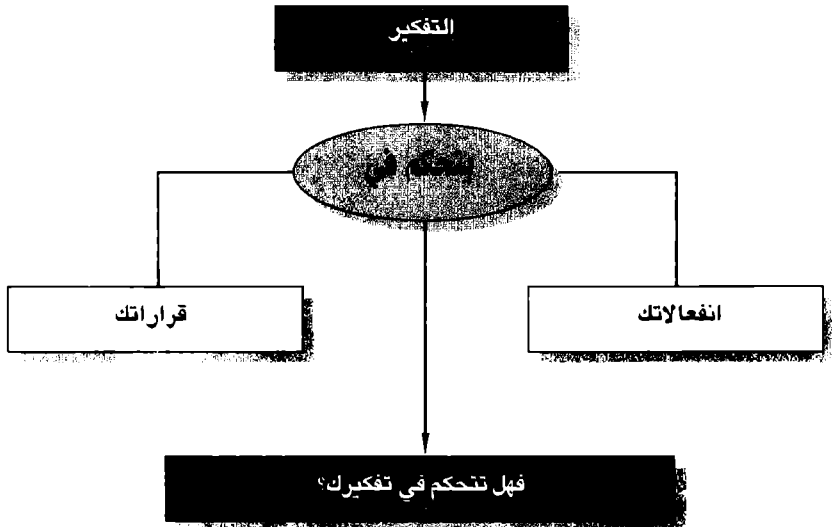 التفكير
يتحكم في
انفعالاتك
قراراتك
فهل تتحكم في تفكيرك؟